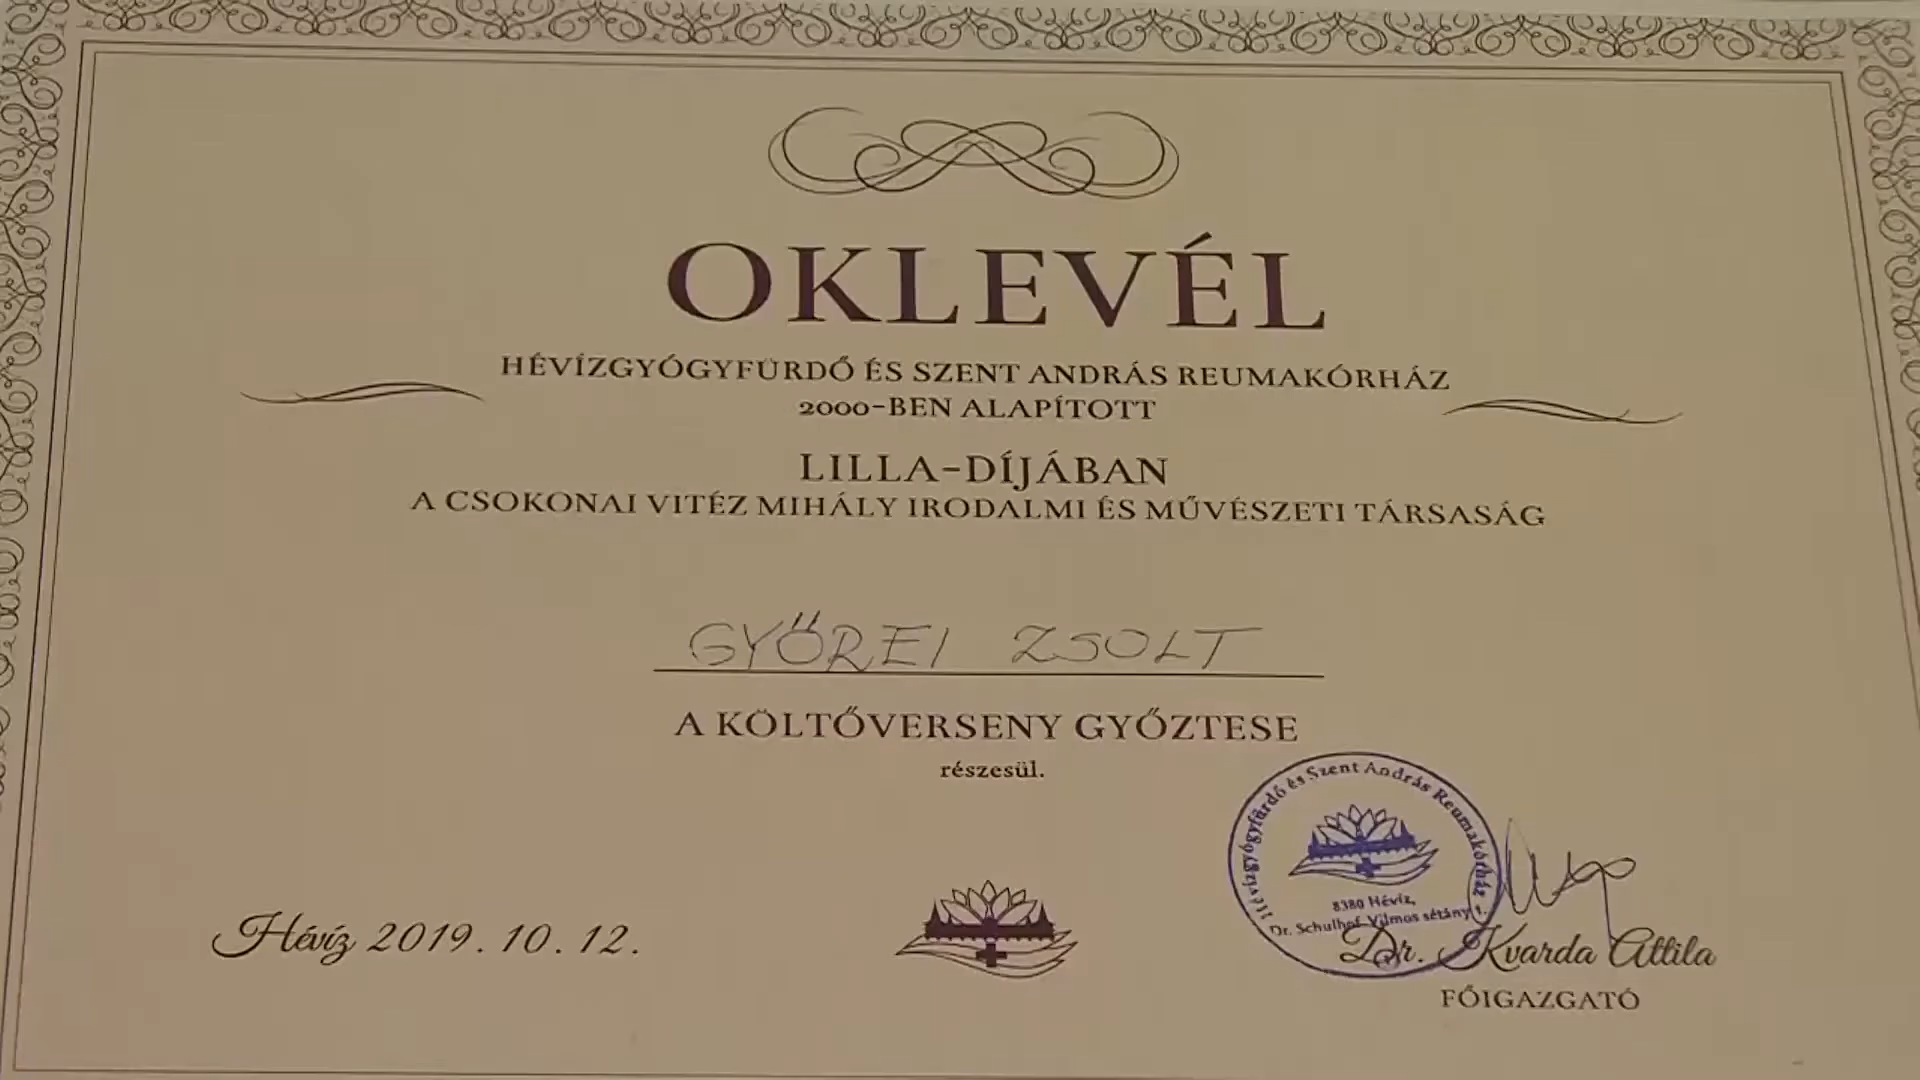 OKLEVÉL
HÉVÍZGYÓGYFÜRDŐ ÉS SZENT ANDRÁS REUMAKÓRHÁZ
2000-BEN ALAPÍTOTT
LILLA-DÍJÁBAN
A CSOKONAI VITÉZ MIHÁLY IRODALMI ÉS MŰVÉSZETI TÁRSASÁG
GYŐREI ZSOLT
A KÖLTŐVERSENY GYŐZTESE
részesül.
Hévízgyógyfürdő és Szent András Reumakórház
8380 Hévíz,
Dr. Schulhof Vilmos sétány 1.
Hévíz 2019. 10. 12.
Dr. Kvarda Attila
FŐIGAZGATÓ